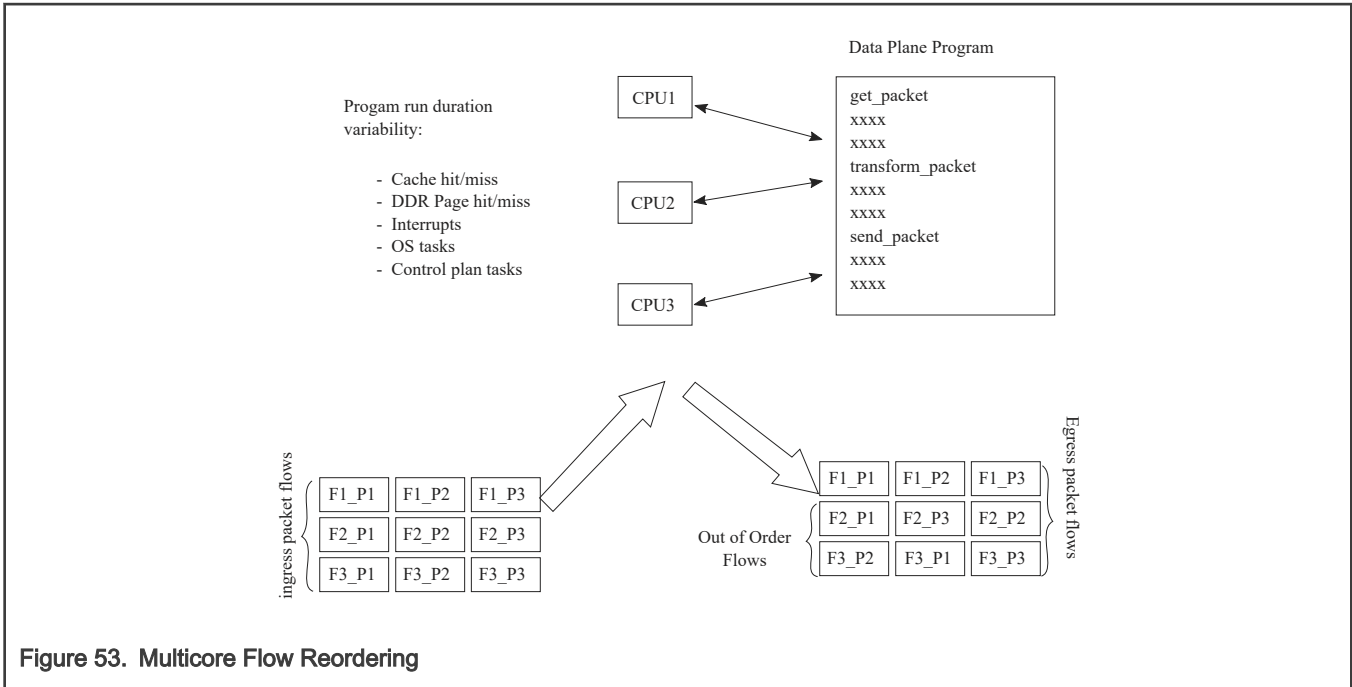 Data Plane Program
Progam run duration
variability:
- Cache hit/miss
- DDR Page hit/miss
- Interrupts
- OS tasks
- Control plan tasks
CPU1
CPU2
CPU3
get_packet
xxxx
xxxx
transform_packet
xxxx
xxxx
send_packet
xxxx
xxxx
ingress packet flows
F1_P1 F1_P2 F1_P3
F2_P1 F2_P2 F2_P3
F3_P1 F3_P2 F3_P3
Out of Order
Flows
F1_P1 F1_P2 F1_P3
F2_P1 F2_P3 F2_P2
F3_P2 F3_P1 F3_P3
Egress packet flows
Figure 53. Multicore Flow Reordering